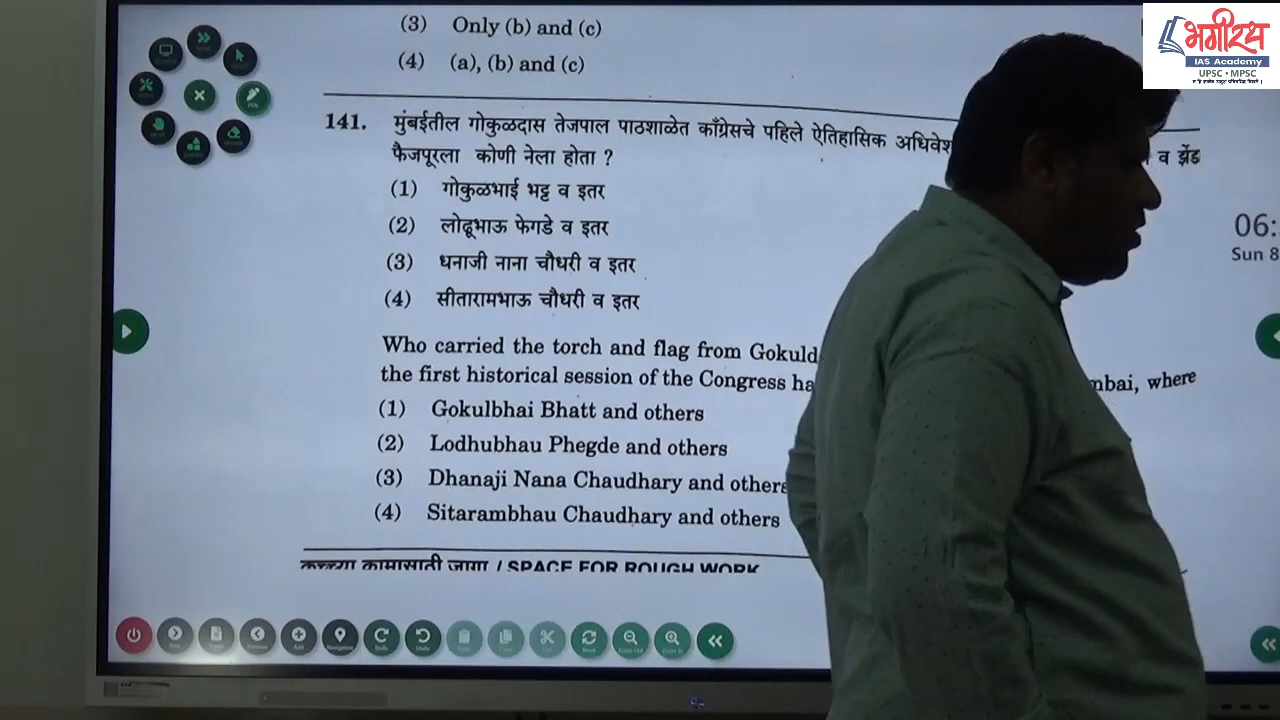 (3) Only (b) and (c)
(4) (a), (b) and (c)
141. मुंबईतील गोकुळदास तेजपाल पाठशाळेत काँग्रेसचे पहिले ऐतिहासिक अधिवेश व झेंड
फैजपूरला कोणी नेला होता ?
(1) गोकुळभाई भट्ट व इतर
(2) लोढूभाऊ फेगडे व इतर
(3) धनाजी नाना चौधरी व इतर
(4) सीतारामभाऊ चौधरी व इतर
Who carried the torch and flag from Gokuld
the first historical session of the Congress ha mbai, where
(1) Gokulbhai Bhatt and others
(2) Lodhubhau Phegde and others
(3) Dhanaji Nana Chaudhary and others
(4) Sitarambhau Chaudhary and others
कच्च्या कामासाठी जागा / SPACE FOR ROUGH WORK
06:
Sun 8
भगीरथ
IAS Academy
UPSC • MPSC